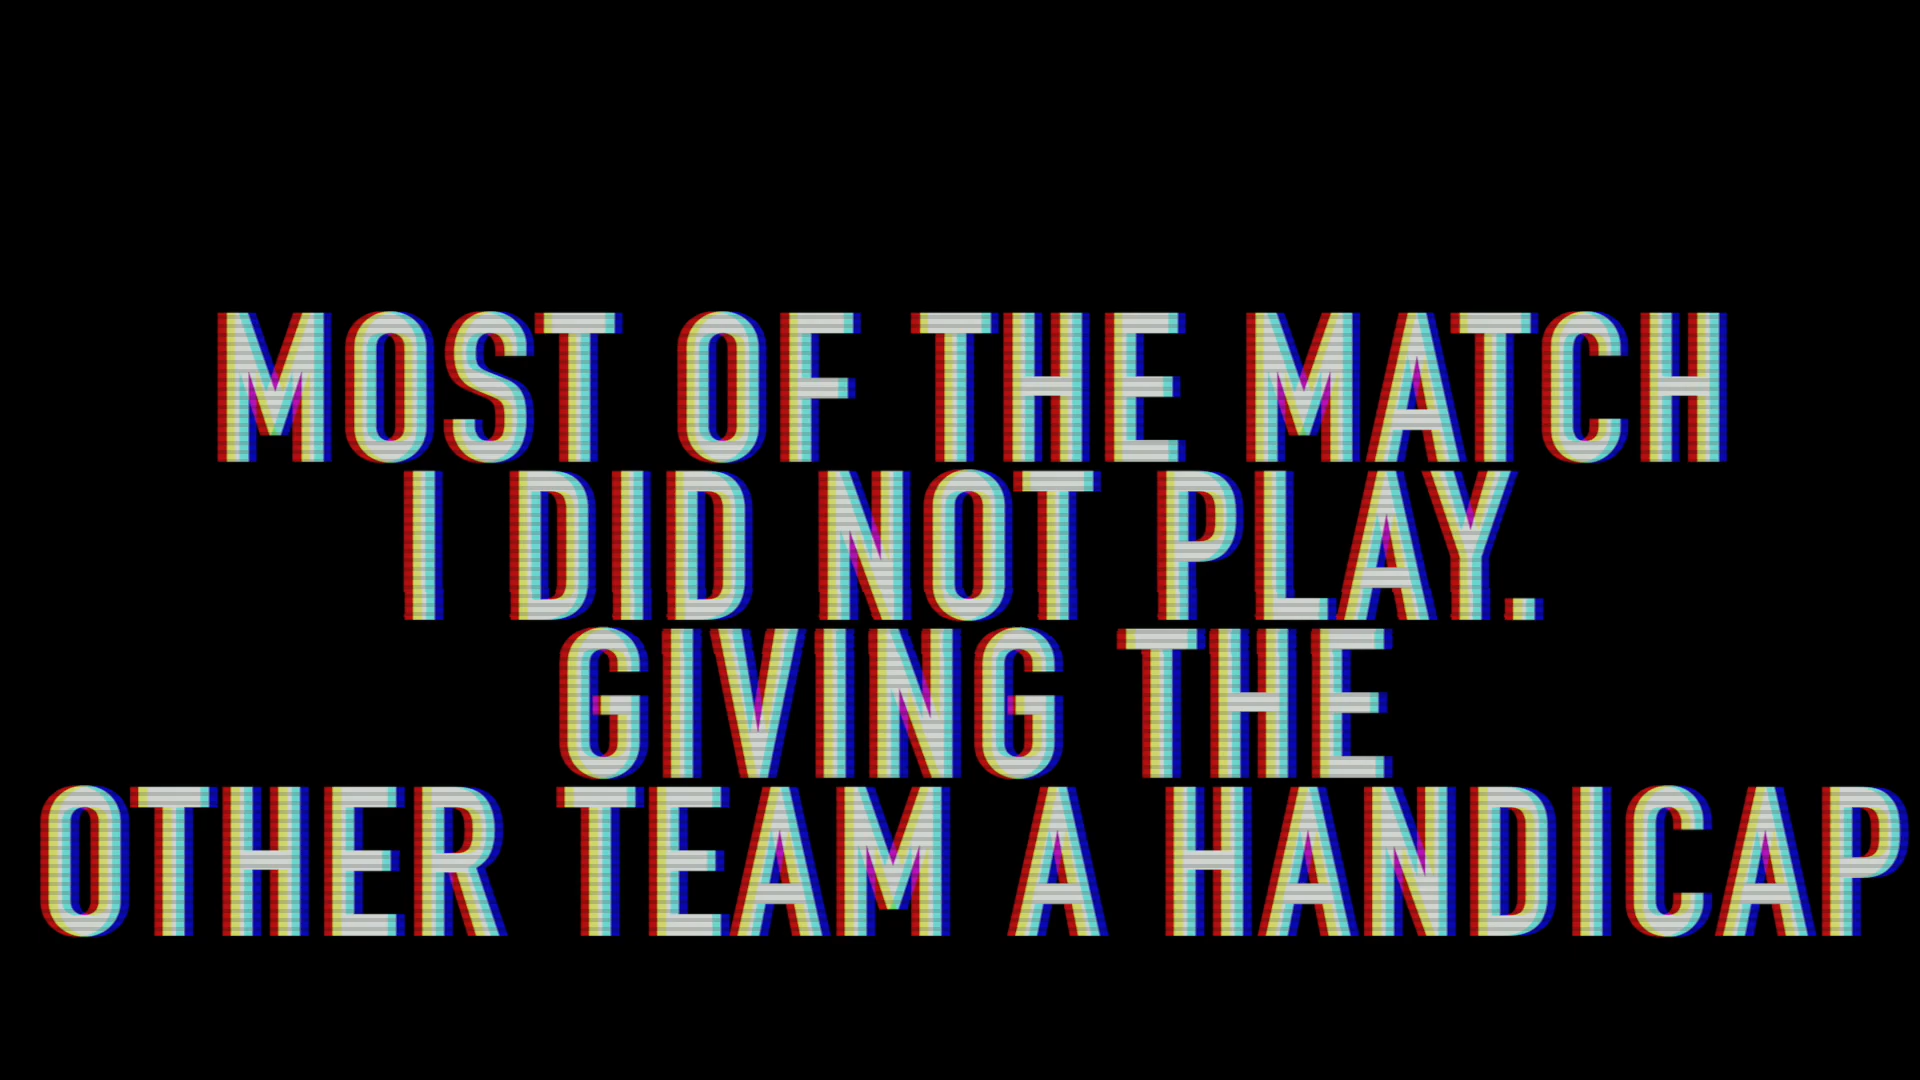 MOST OF THE MATCH
I DID NOT PLAY.
GIVING THE
OTHER TEAM A HANDICAP